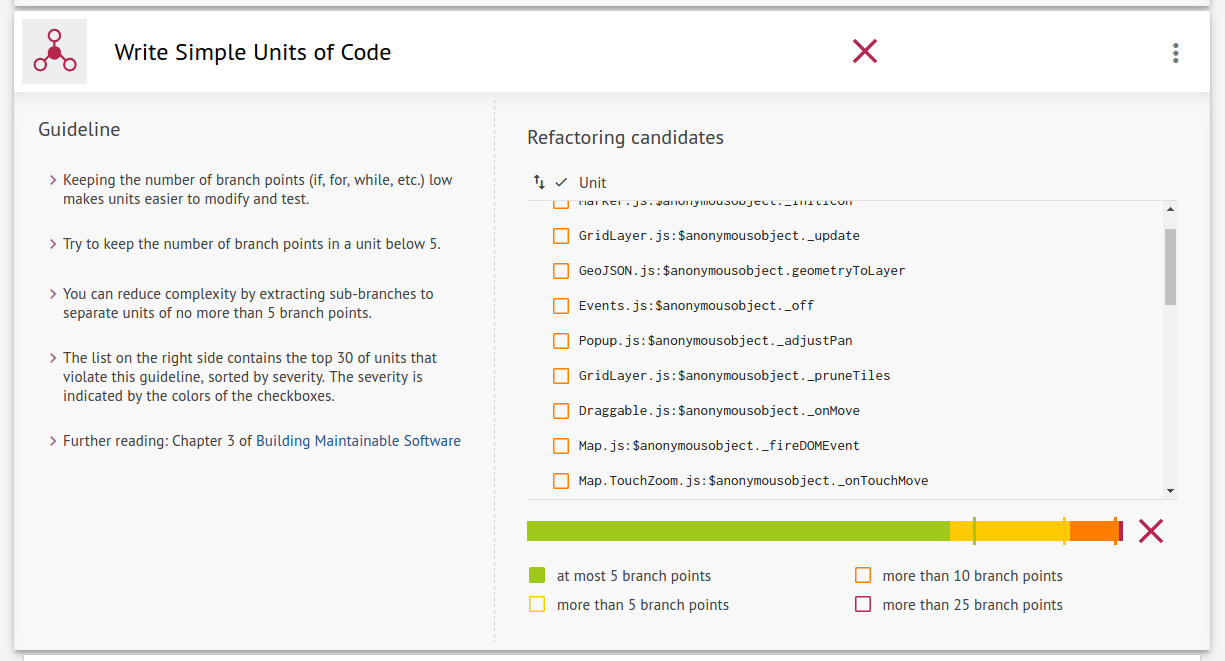 Write Simple Units of Code
Guideline
Keeping the number of branch points (if, for, while, etc.) low
makes units easier to modify and test.
Try to keep the number of branch points in a unit below 5.
You can reduce complexity by extracting sub-branches to
separate units of no more than 5 branch points.
The list on the right side contains the top 30 of units that
violate this guideline, sorted by severity. The severity is
indicated by the colors of the checkboxes.
Further reading: Chapter 3 of Building Maintainable Software
Refactoring candidates
Unit
Marker.js:$anonymousobject._initIcon
GridLayer.js:$anonymousobject._update
GeoJSON.js:$anonymousobject.geometryToLayer
Events.js:$anonymousobject._off
Popup.js:$anonymousobject._adjustPan
GridLayer.js:$anonymousobject._pruneTiles
Draggable.js:$anonymousobject._onMove
Map.js:$anonymousobject._fireDOMEvent
Map.TouchZoom.js:$anonymousobject._onTouchMove
at most 5 branch points
more than 5 branch points
more than 10 branch points
more than 25 branch points